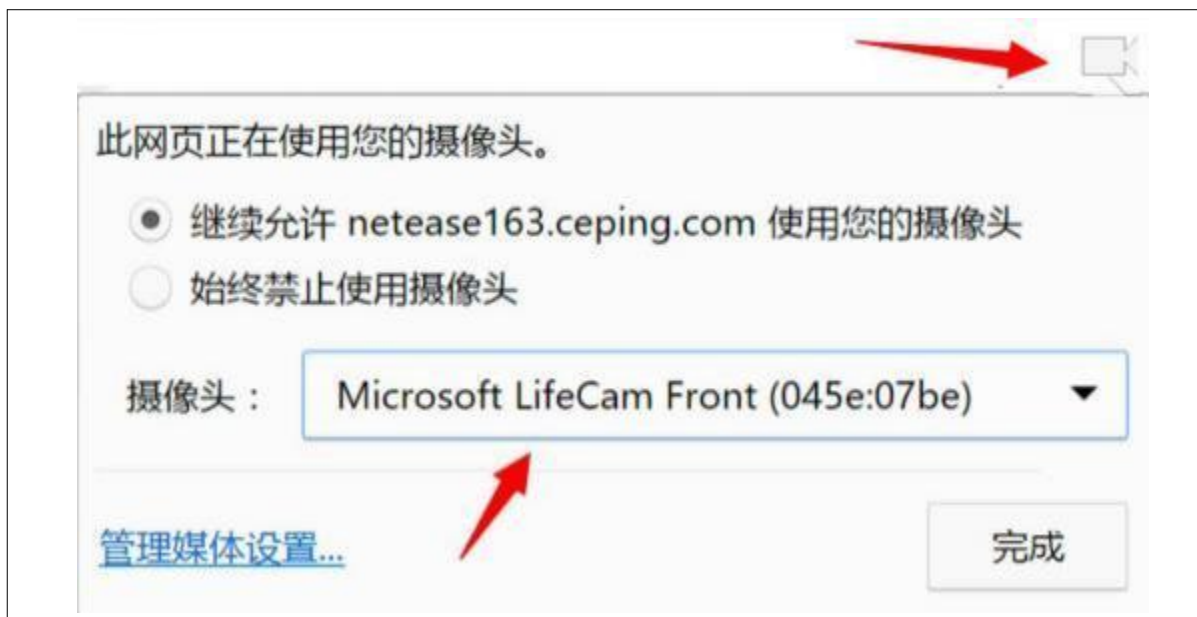 此网页正在使用您的摄像头。
继续允许 netease163.ceping.com 使用您的摄像头
始终禁止使用摄像头
摄像头：
Microsoft LifeCam Front (045e:07be)
管理媒体设置...
完成